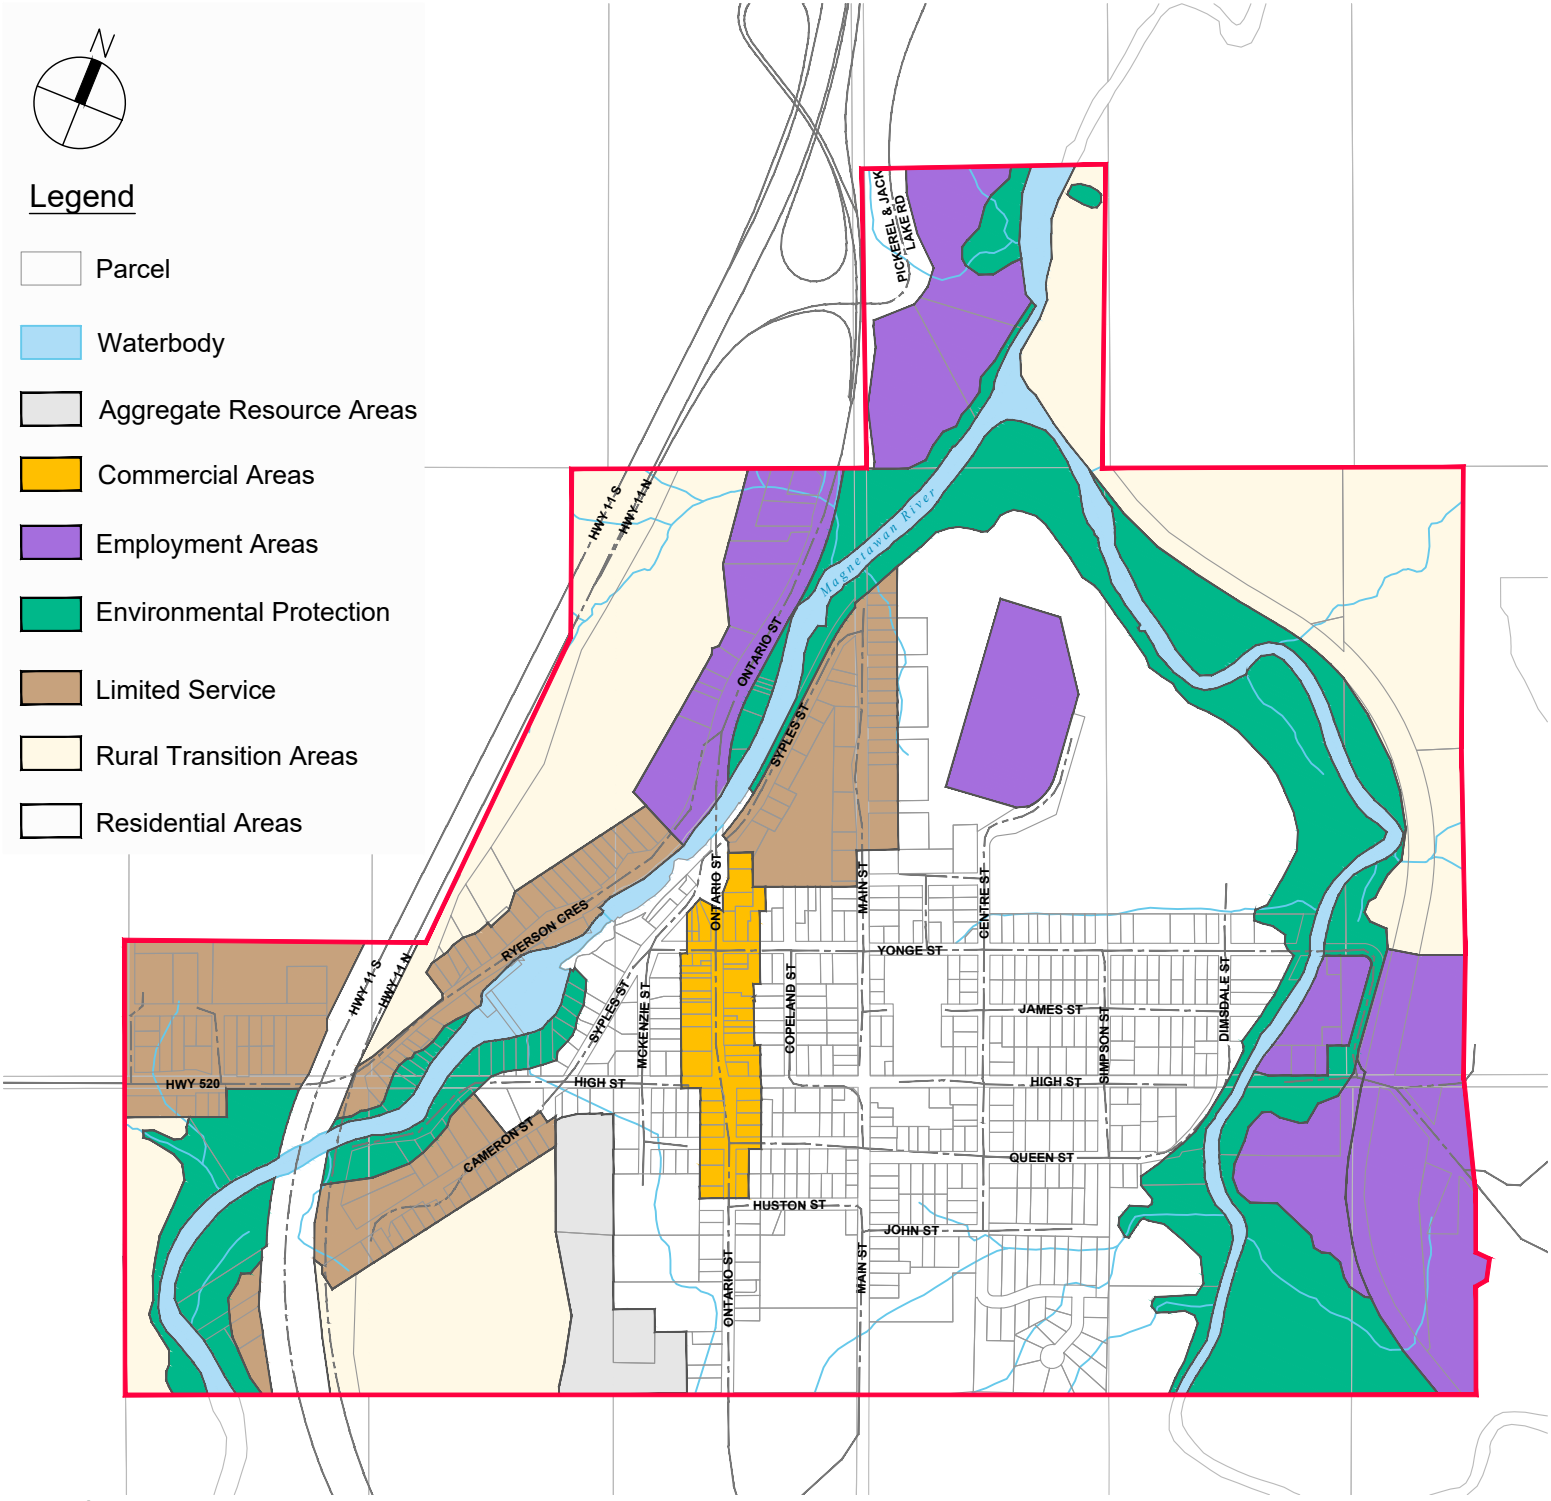 N
Legend
Parcel
Waterbody
Aggregate Resource Areas
Commercial Areas
Employment Areas
Environmental Protection
Limited Service
Rural Transition Areas
Residential Areas
PICKEREL & JACK
LAKE RD
HWY 11 S
HWY 11 N
Magnetawan River
ONTARIO ST
SYPLES ST
ONTARIO ST
MAIN ST
CENTRE ST
RYERSON CRES
YONGE ST
HWY 11 S
HWY 11 N
SYPLES ST
MCKENZIE ST
COPELAND ST
JAMES ST
SIMPSON ST
DIMSDALE ST
HWY 520
HIGH ST
HIGH ST
CAMERON ST
QUEEN ST
HUSTON ST
JOHN ST
ONTARIO ST
MAIN ST